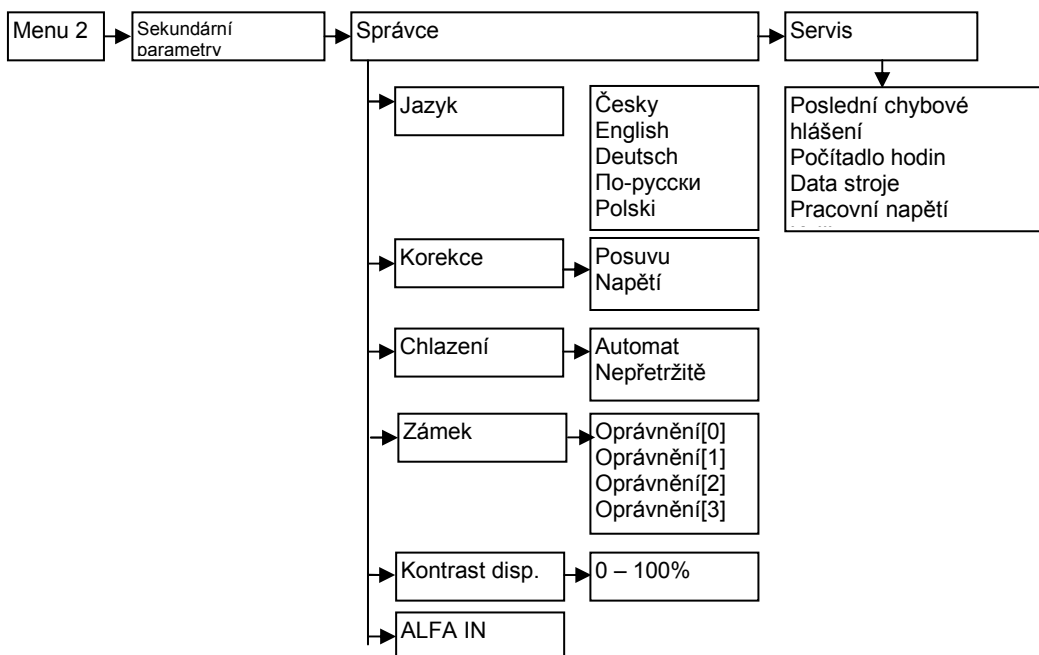 Menu 2
Sekundární
parametry
Správce
Servis
Jazyk
Česky
English
Deutsch
По-русски
Polski
Poslední chybové
hlášení
Počítadlo hodin
Data stroje
Pracovní napětí
Korekce
Posuvu
Napětí
Chlazení
Automat
Nepřetržitě
Zámek
Oprávnění[0]
Oprávnění[1]
Oprávnění[2]
Oprávnění[3]
Kontrast disp.
0 – 100%
ALFA IN